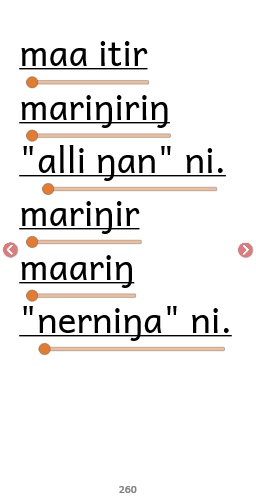 maa itir
mariŋiriŋ
"alli ŋan" ni.
mariŋir
maariŋ
"nerniŋa" ni.
260